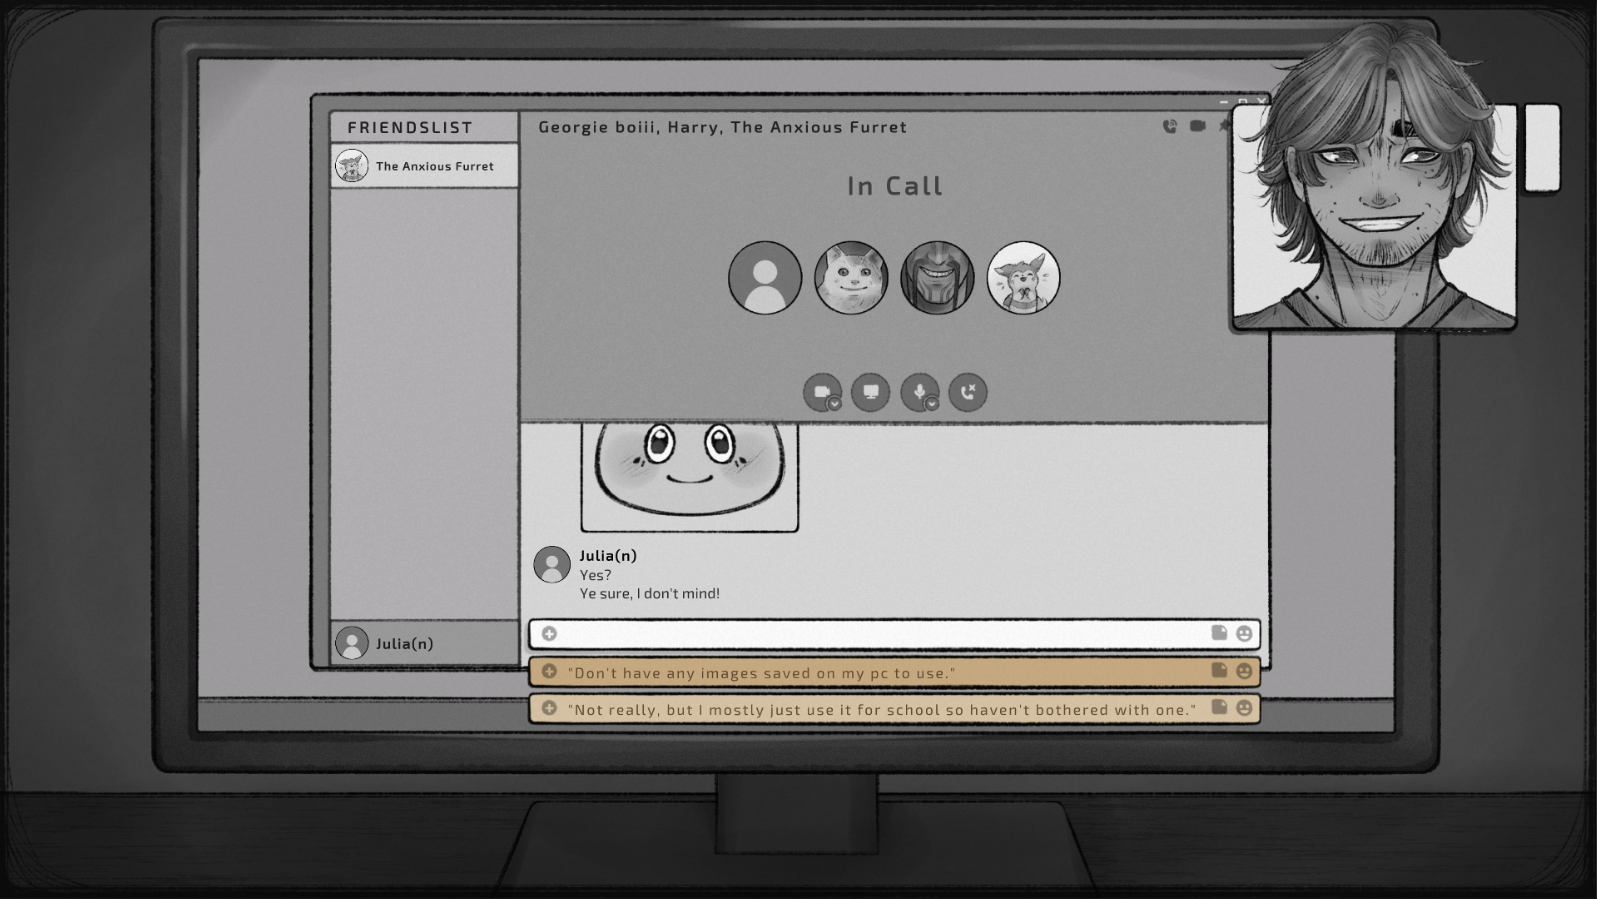 FRIENDSLIST
The Anxious Furret
Georgie boiii, Harry, The Anxious Furret
In Call
Julia(n)
Yes?
Ye sure, I don't mind!
Julia(n)
"Don't have any images saved on my pc to use."
"Not really, but I mostly just use it for school so haven't bothered with one."